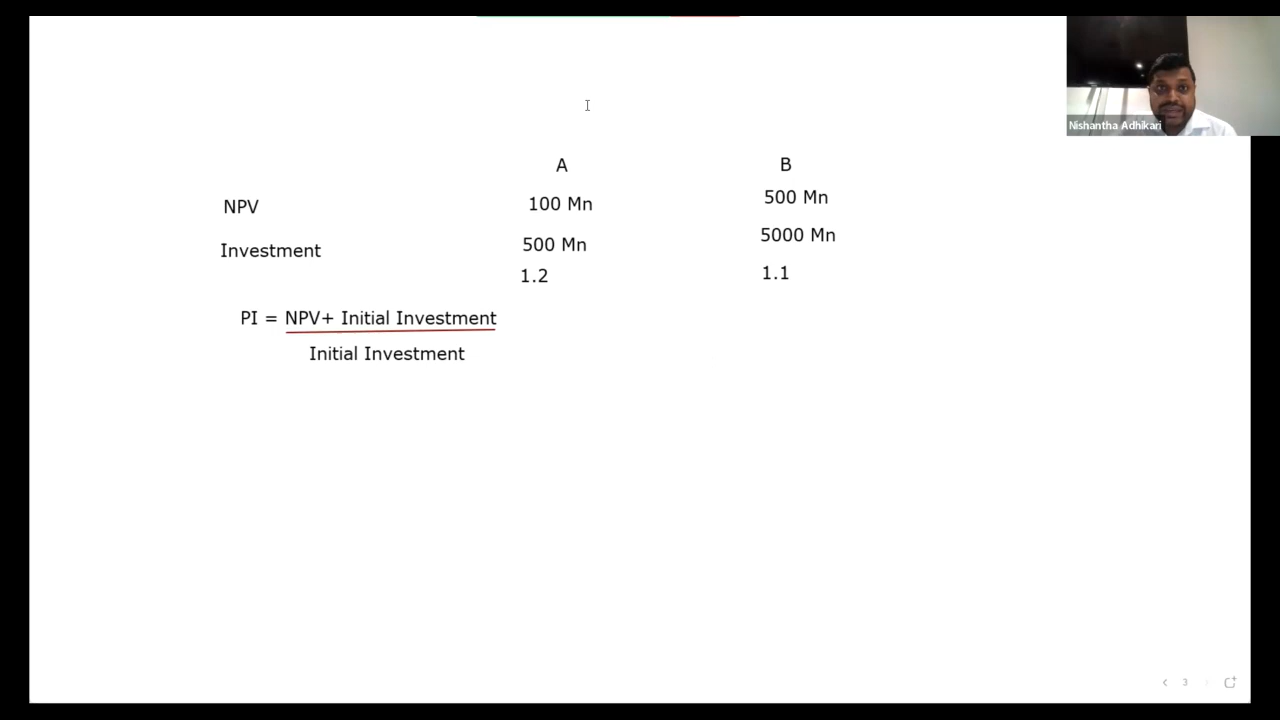 Nishantha Adhikari
A B
NPV 100 Mn 500 Mn
Investment 500 Mn 5000 Mn
1.2 1.1
PI = NPV+ Initial Investment
Initial Investment
3